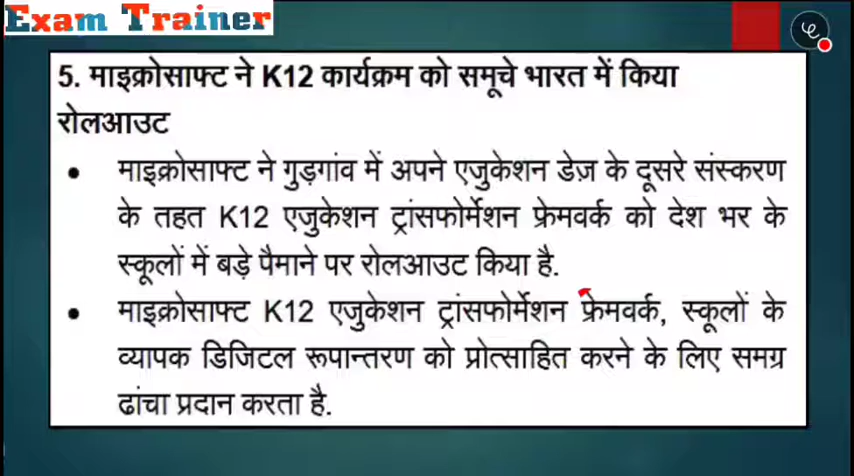 Exam Trainer
5. माइक्रोसाफ्ट ने K12 कार्यक्रम को समूचे भारत में किया
रोलआउट
• माइक्रोसाफ्ट ने गुड़गांव में अपने एजुकेशन डेज़ के दूसरे संस्करण
के तहत K12 एजुकेशन ट्रांसफोर्मेशन फ्रेमवर्क को देश भर के
स्कूलों में बड़े पैमाने पर रोलआउट किया है.
• माइक्रोसाफ्ट K12 एजुकेशन ट्रांसफोर्मेशन फ्रेमवर्क, स्कूलों के
व्यापक डिजिटल रूपान्तरण को प्रोत्साहित करने के लिए समग्र
ढांचा प्रदान करता है.